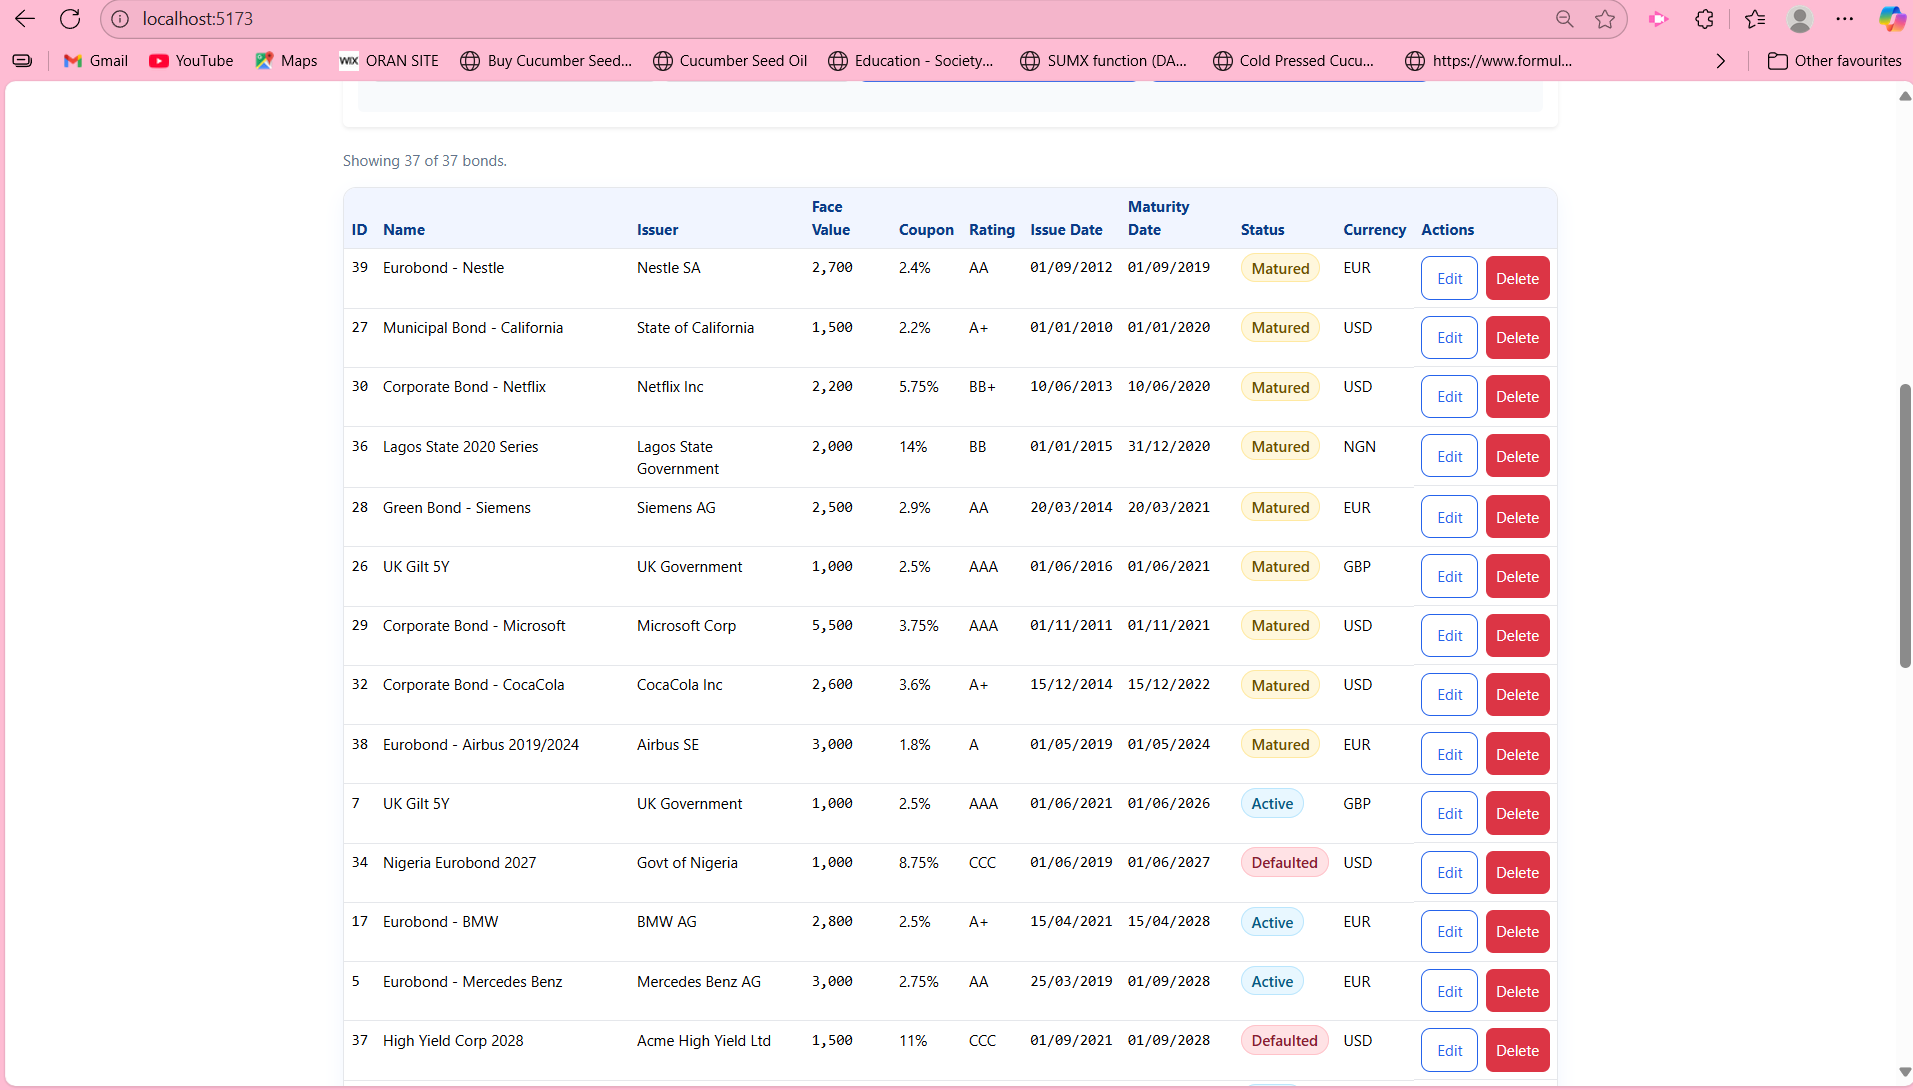 localhost:5173
Gmail YouTube Maps WIX ORAN SITE Buy Cucumber Seed... Cucumber Seed Oil Education - Society... SUMX function (DA... Cold Pressed Cucu... https://www.formul... Other favourites
Showing 37 of 37 bonds.
ID Name Issuer Face Value Coupon Rating Issue Date Maturity Date Status Currency Actions
39 Eurobond - Nestle Nestle SA 2,700 2.4% AA 01/09/2012 01/09/2019 Matured EUR Edit Delete
27 Municipal Bond - California State of California 1,500 2.2% A+ 01/01/2010 01/01/2020 Matured USD Edit Delete
30 Corporate Bond - Netflix Netflix Inc 2,200 5.75% BB+ 10/06/2013 10/06/2020 Matured USD Edit Delete
36 Lagos State 2020 Series Lagos State Government 2,000 14% BB 01/01/2015 31/12/2020 Matured NGN Edit Delete
28 Green Bond - Siemens Siemens AG 2,500 2.9% AA 20/03/2014 20/03/2021 Matured EUR Edit Delete
26 UK Gilt 5Y UK Government 1,000 2.5% AAA 01/06/2016 01/06/2021 Matured GBP Edit Delete
29 Corporate Bond - Microsoft Microsoft Corp 5,500 3.75% AAA 01/11/2011 01/11/2021 Matured USD Edit Delete
32 Corporate Bond - CocaCola CocaCola Inc 2,600 3.6% A+ 15/12/2014 15/12/2022 Matured USD Edit Delete
38 Eurobond - Airbus 2019/2024 Airbus SE 3,000 1.8% A 01/05/2019 01/05/2024 Matured EUR Edit Delete
7 UK Gilt 5Y UK Government 1,000 2.5% AAA 01/06/2021 01/06/2026 Active GBP Edit Delete
34 Nigeria Eurobond 2027 Govt of Nigeria 1,000 8.75% CCC 01/06/2019 01/06/2027 Defaulted USD Edit Delete
17 Eurobond - BMW BMW AG 2,800 2.5% A+ 15/04/2021 15/04/2028 Active EUR Edit Delete
5 Eurobond - Mercedes Benz Mercedes Benz AG 3,000 2.75% AA 25/03/2019 01/09/2028 Active EUR Edit Delete
37 High Yield Corp 2028 Acme High Yield Ltd 1,500 11% CCC 01/09/2021 01/09/2028 Defaulted USD Edit Delete